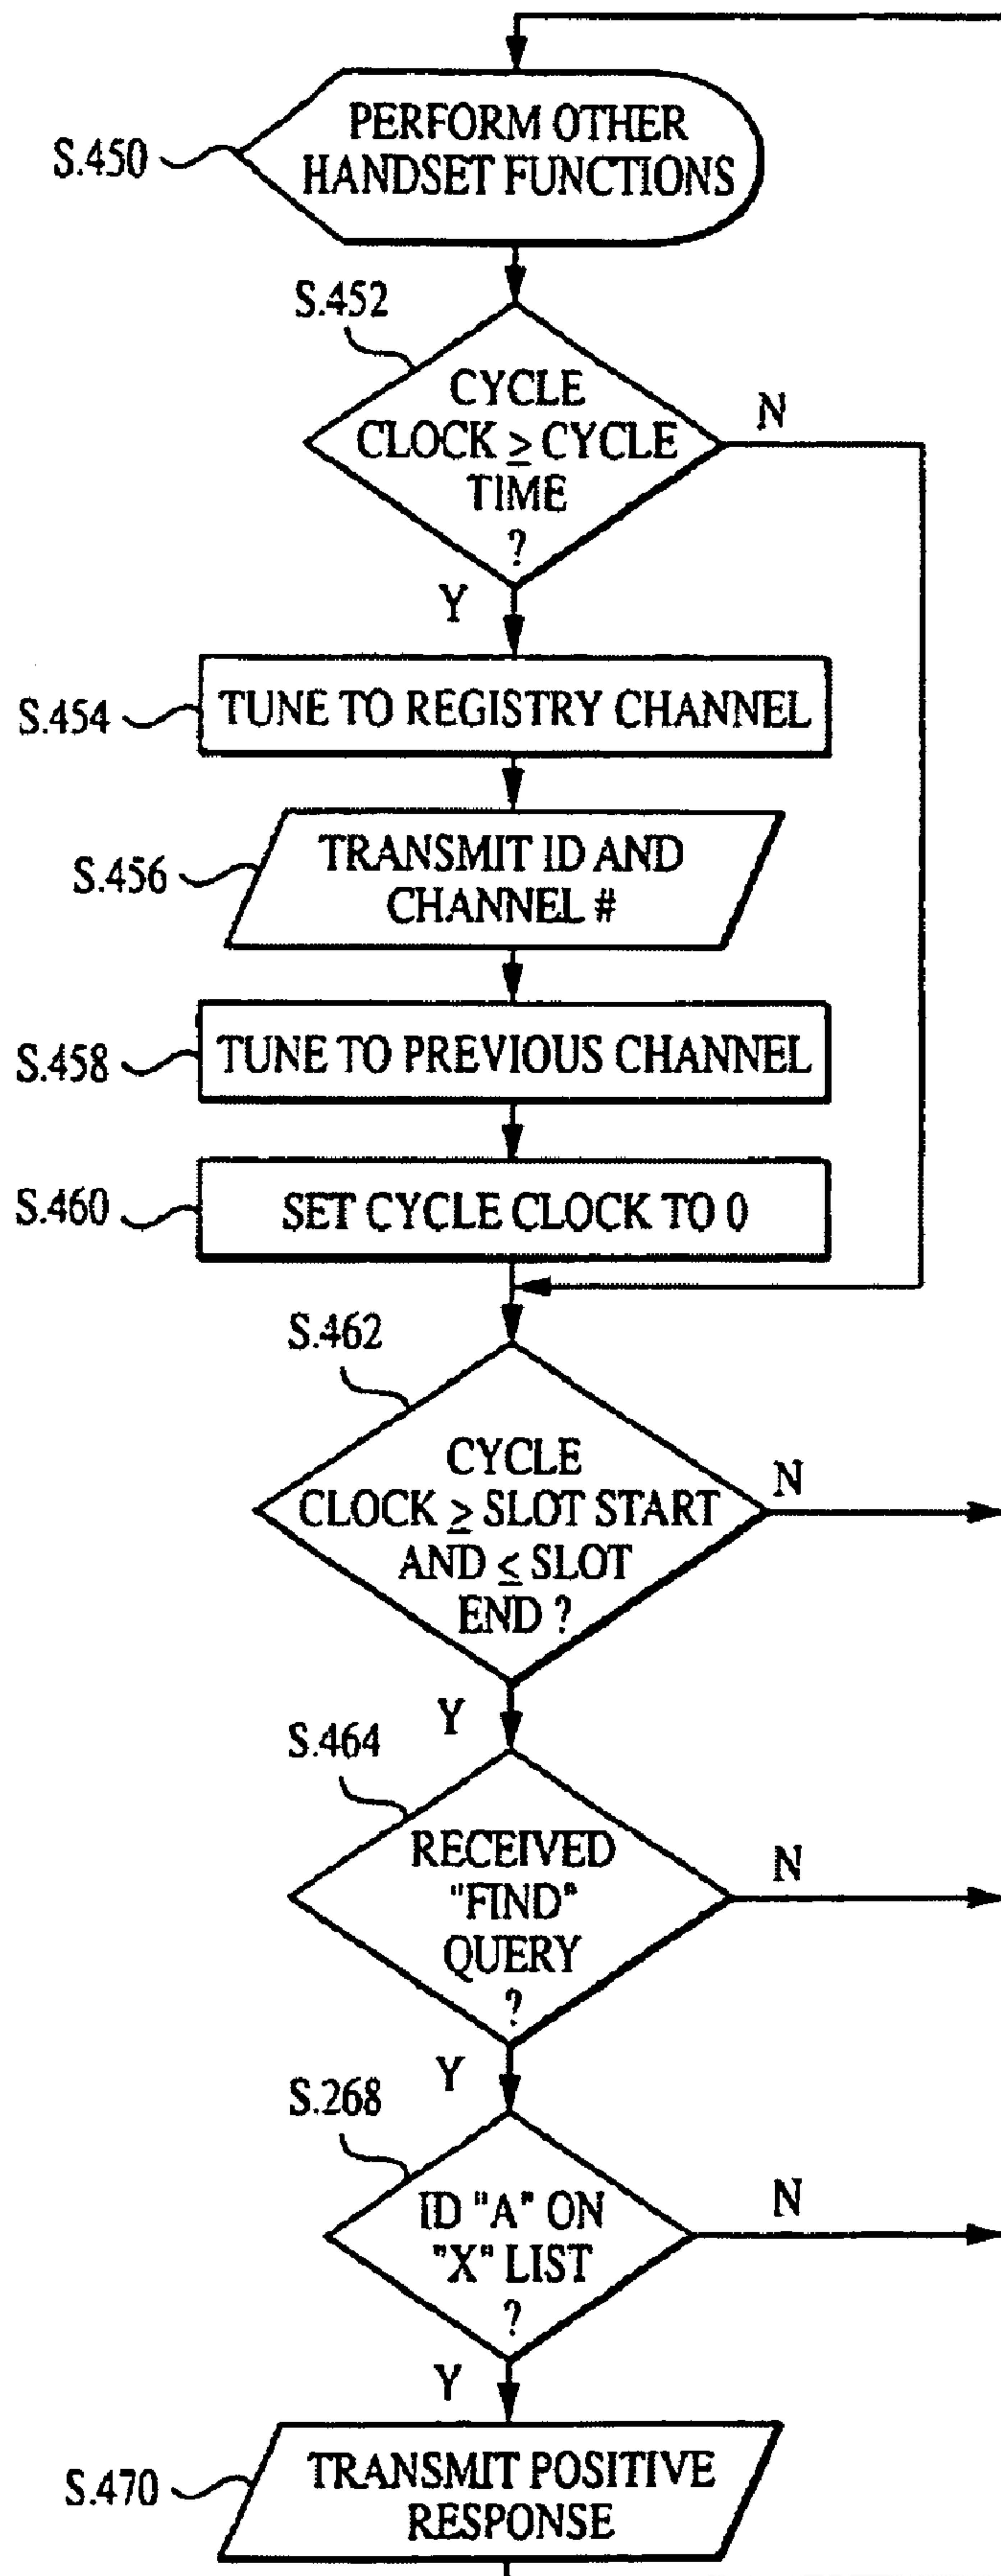 PERFORM OTHER
HANDSET FUNCTIONS
S.450
S.452
CYCLE
CLOCK ≥ CYCLE
TIME
?
N
Y
S.454
TUNE TO REGISTRY CHANNEL
S.456
TRANSMIT ID AND
CHANNEL #
S.458
TUNE TO PREVIOUS CHANNEL
S.460
SET CYCLE CLOCK TO 0
S.462
CYCLE
CLOCK ≥ SLOT START
AND ≤ SLOT
END ?
N
Y
S.464
RECEIVED
"FIND"
QUERY
?
N
Y
S.268
ID "A" ON
"X" LIST
?
N
Y
S.470
TRANSMIT POSITIVE
RESPONSE